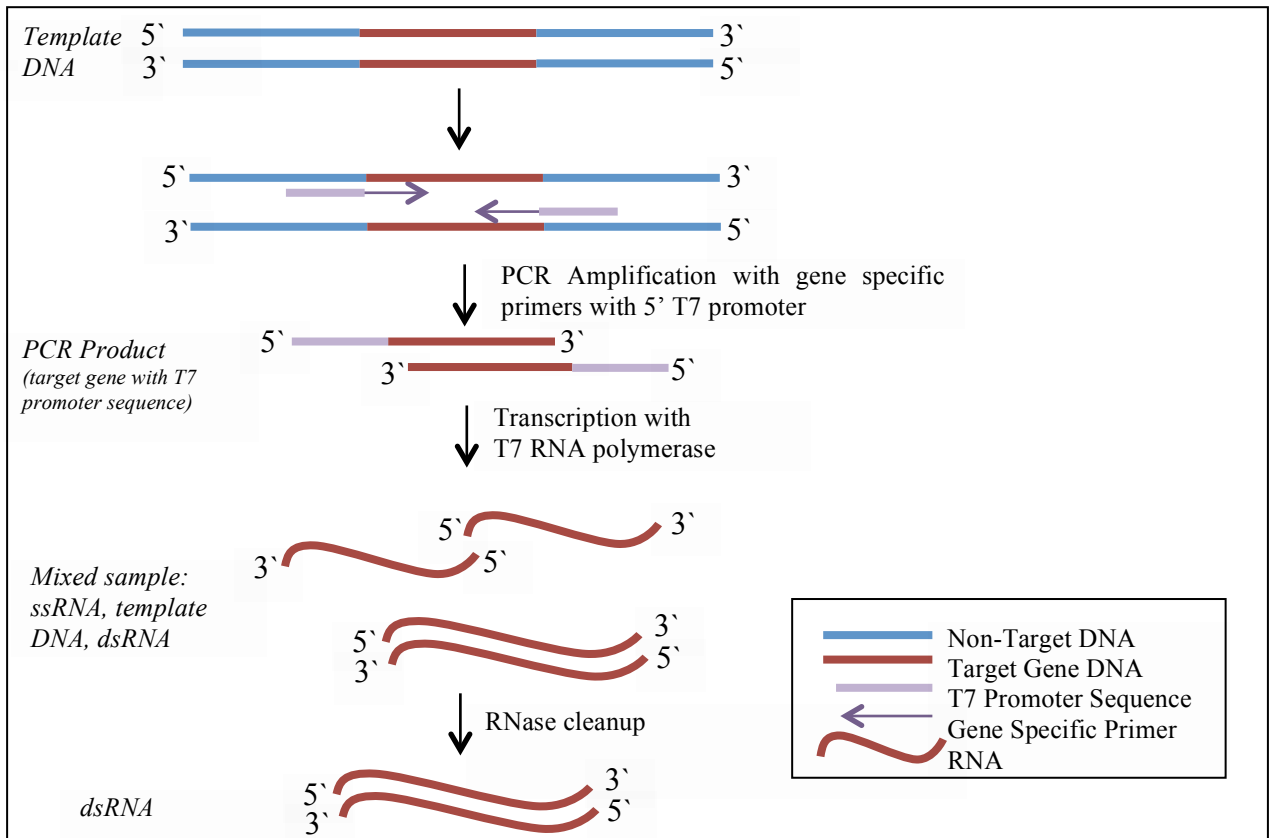 Template
DNA
5` 3`
3` 5`
5` 3`
3` 5`
PCR Amplification with gene specific
primers with 5’ T7 promoter
PCR Product
(target gene with T7
promoter sequence)
5` 3`
3` 5`
Transcription with
T7 RNA polymerase
Mixed sample:
ssRNA, template
DNA, dsRNA
5` 3`
3` 5`
5` 3`
3` 5`
RNase cleanup
dsRNA
5` 3`
3` 5`
Non-Target DNA
Target Gene DNA
T7 Promoter Sequence
Gene Specific Primer
RNA